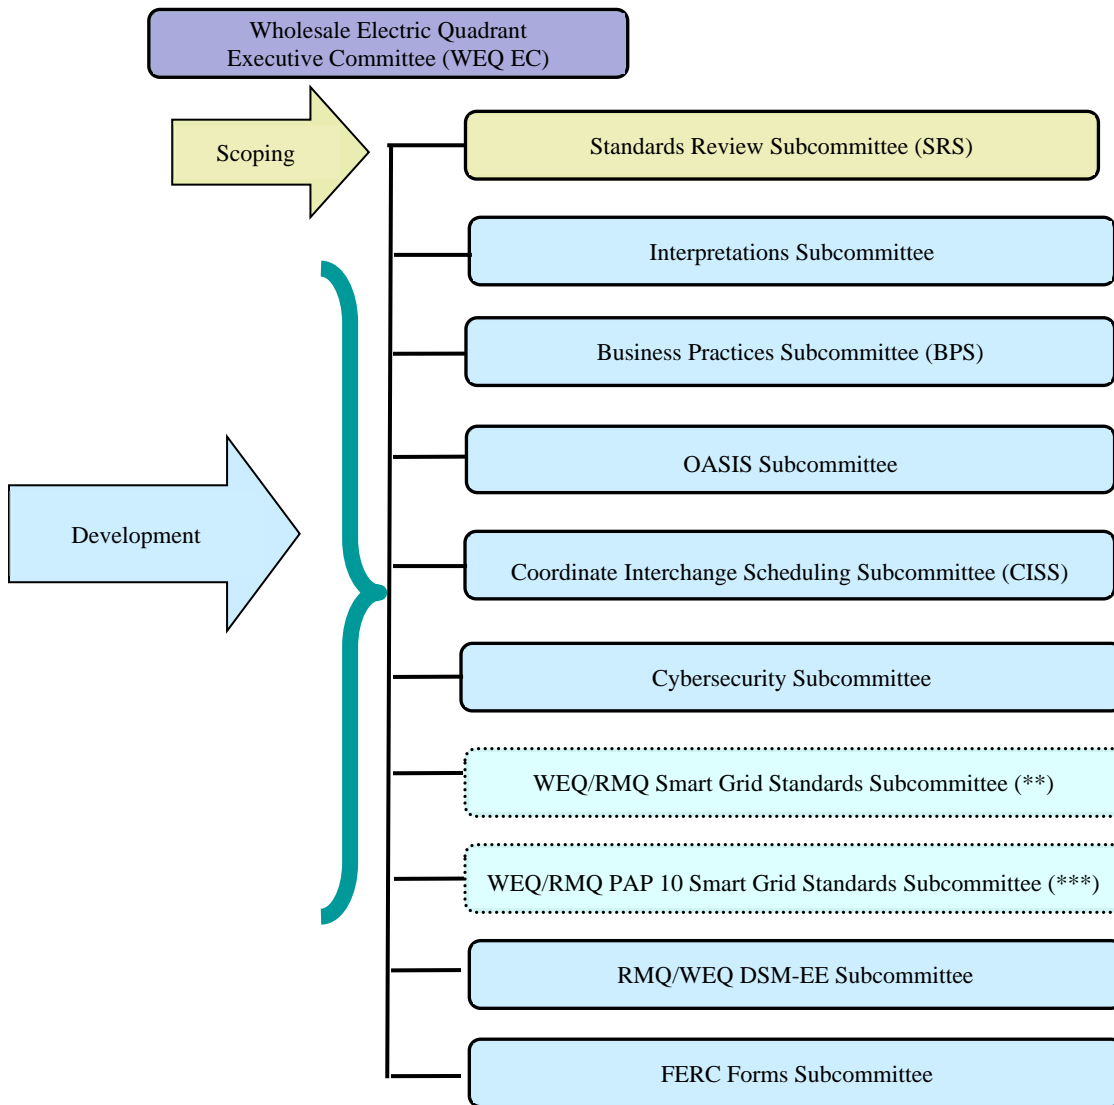 Wholesale Electric Quadrant
Executive Committee (WEQ EC)
Scoping
Standards Review Subcommittee (SRS)
Interpretations Subcommittee
Business Practices Subcommittee (BPS)
OASIS Subcommittee
Development
Coordinate Interchange Scheduling Subcommittee (CISS)
Cybersecurity Subcommittee
WEQ/RMQ Smart Grid Standards Subcommittee (**)
WEQ/RMQ PAP 10 Smart Grid Standards Subcommittee (***)
RMQ/WEQ DSM-EE Subcommittee
FERC Forms Subcommittee